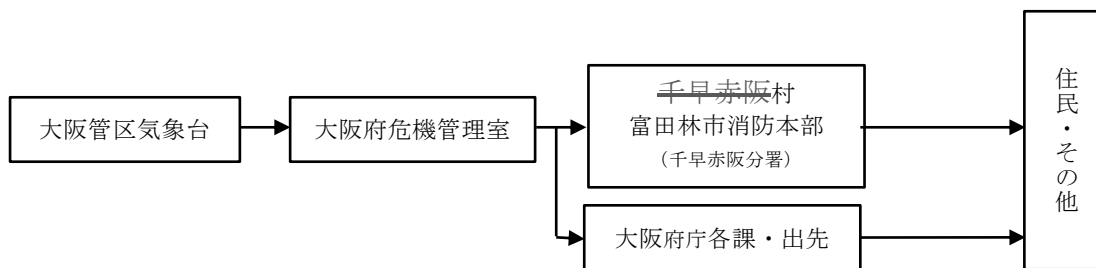 大阪管区気象台
大阪府危機管理室
千早赤阪村
富田林市消防本部
（千早赤阪分署）
大阪府庁各課・出先
住民・その他